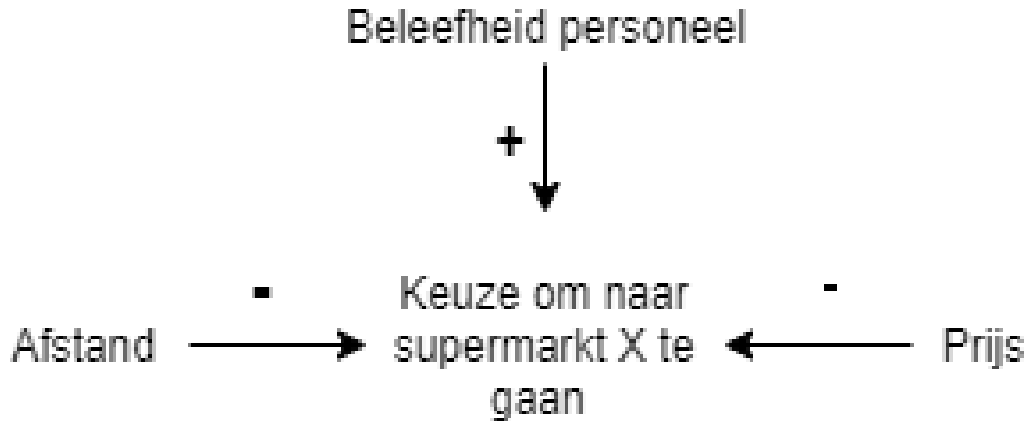 Beleefheid personeel
+
- Keuze om naar -
Afstand supermarkt X te Prijs
gaan